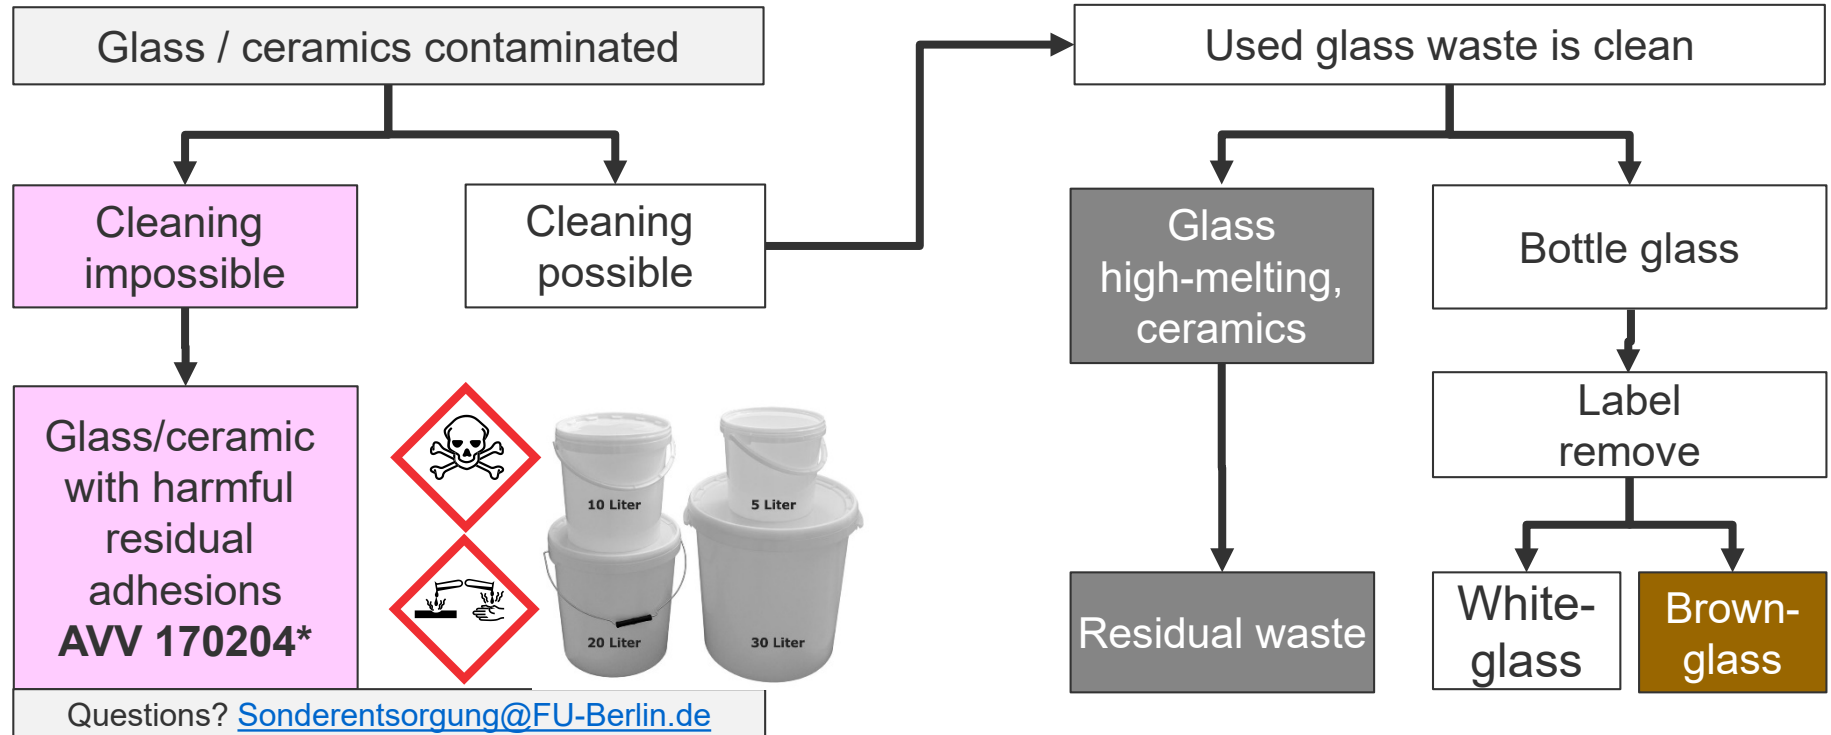 Glass / ceramics contaminated
Used glass waste is clean
Cleaning
impossible
Cleaning
possible
Glass
high-melting,
ceramics
Bottle glass
Label
remove
Glass/ceramic
with harmful
residual
adhesions
AVV 170204*
10 Liter
5 Liter
20 Liter
30 Liter
Residual waste
White-
glass
Brown-
glass
Questions? Sonderentsorgung@FU-Berlin.de